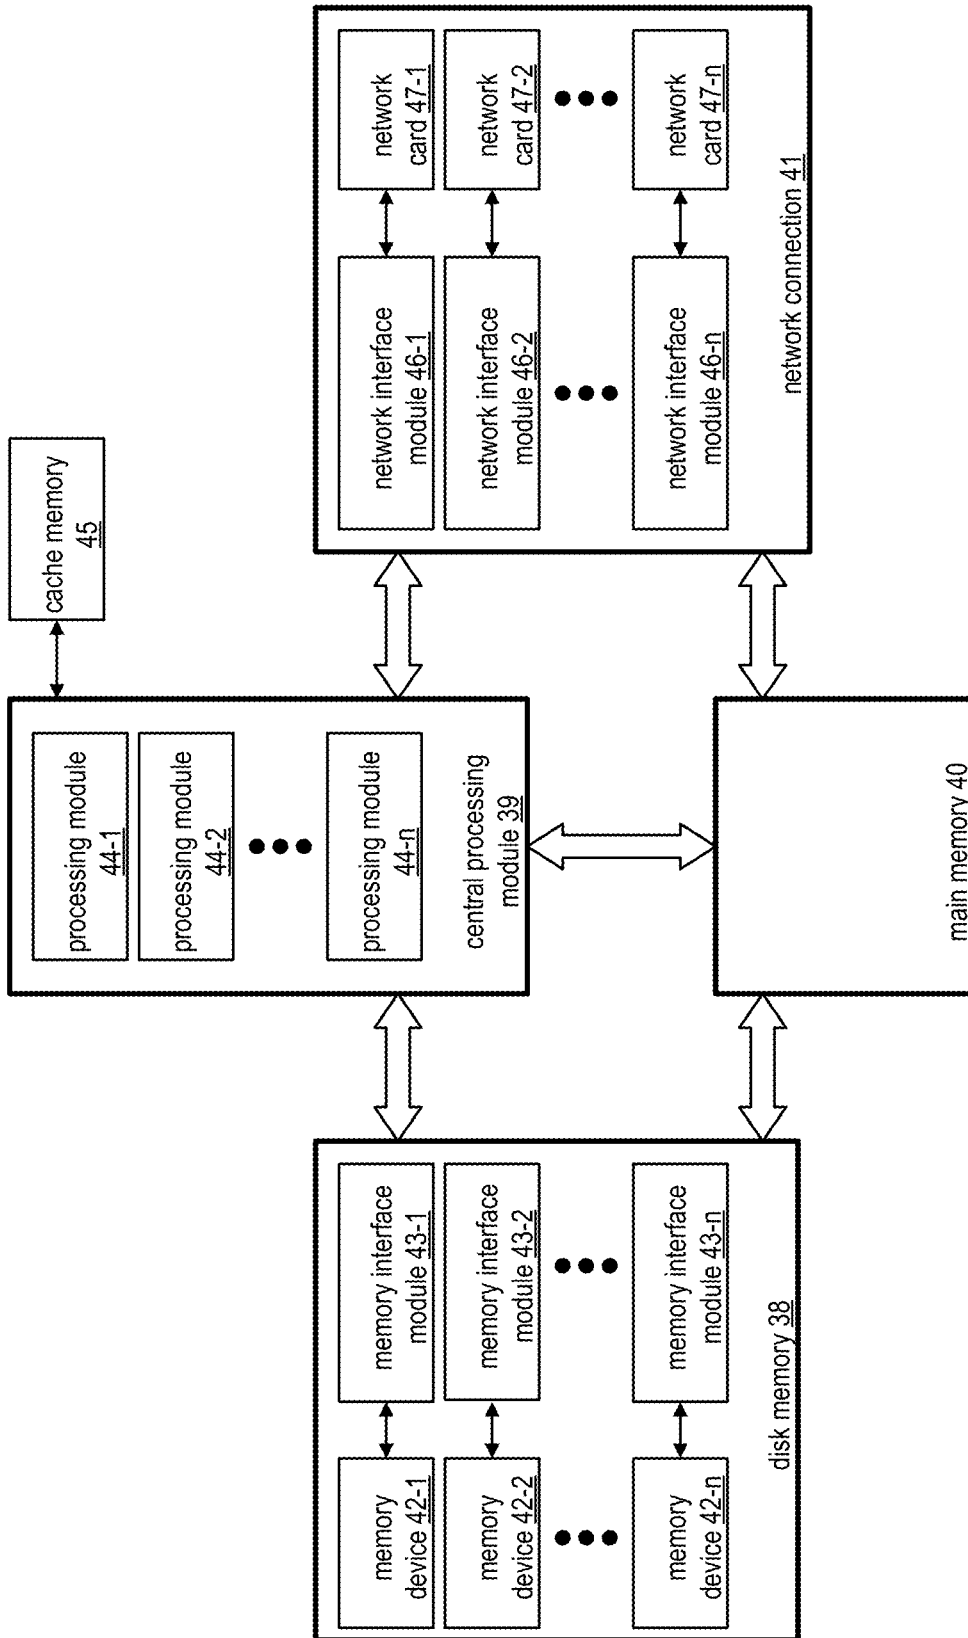 cache memory
45
processing module
44-1
processing module
44-2
processing module
44-n
central processing
module 39
memory device 42-1
memory interface
module 43-1
memory
device 42-2
memory interface
module 43-2
memory
device 42-n
memory interface
module 43-n
disk memory 38
network interface
module 46-1
network
card 47-1
network interface
module 46-2
network
card 47-2
network interface
module 46-n
network
card 47-n
network connection 41
main memory 40